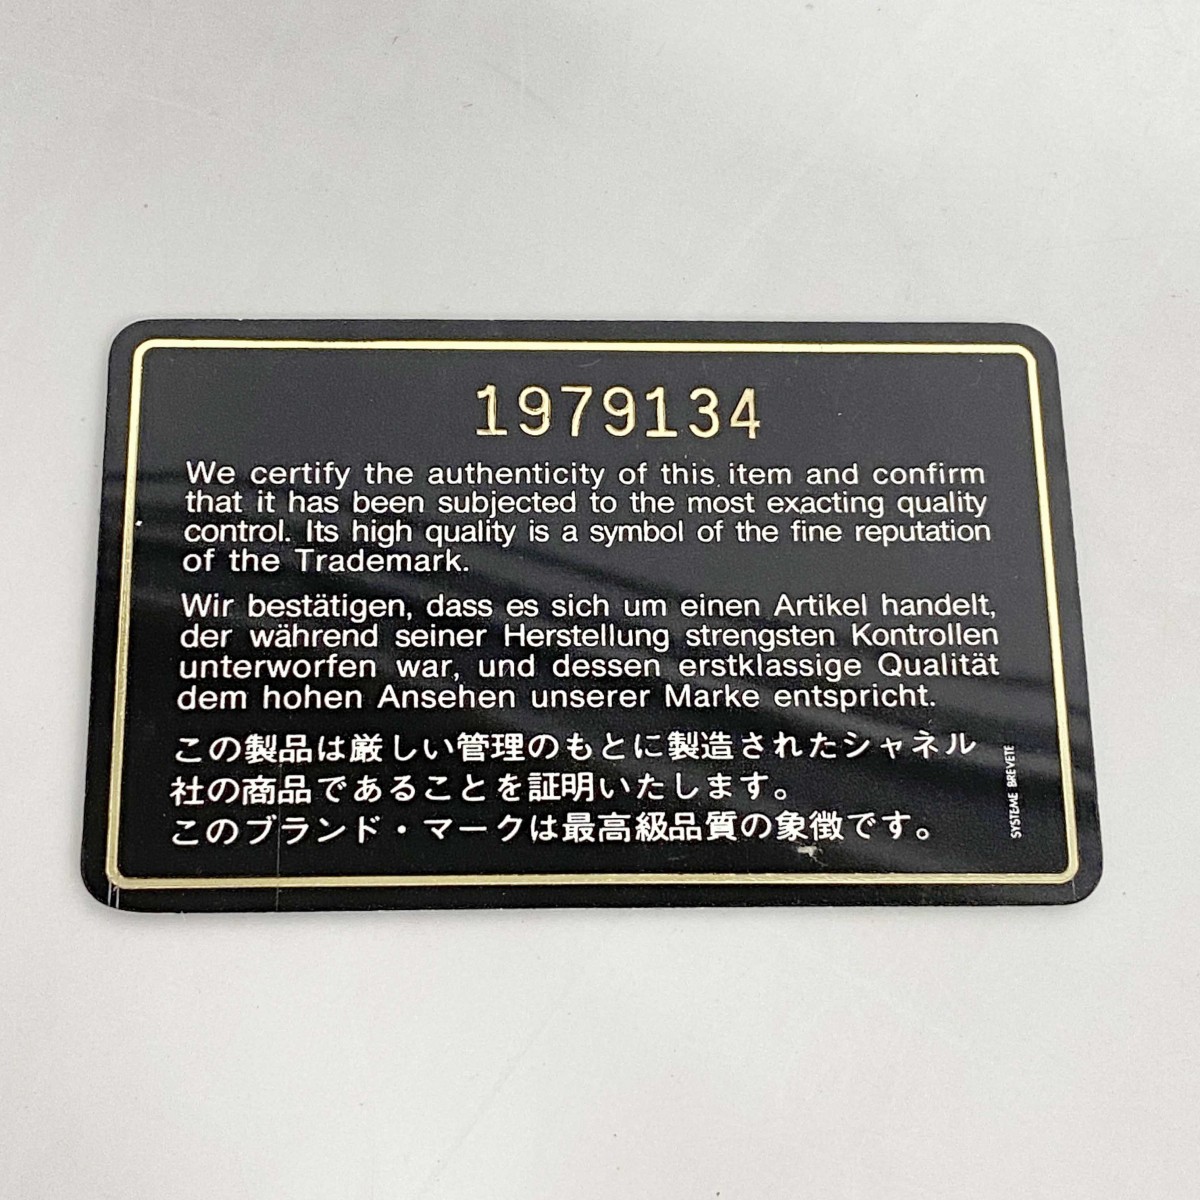 1979134
We certify the authenticity of this item and confirm
that it has been subjected to the most exacting quality
control. Its high quality is a symbol of the fine reputation
of the Trademark.
Wir bestätigen, dass es sich um einen Artikel handelt,
der während seiner Herstellung strengsten Kontrollen
unterworfen war, und dessen erstklassige Qualität
dem hohen Ansehen unserer Marke entspricht.
この製品は厳しい管理のもとに製造されたシャネル
社の商品であることを証明いたします。
このブランド・マークは最高級品質の象徴です。
SYSTEME BREVETE